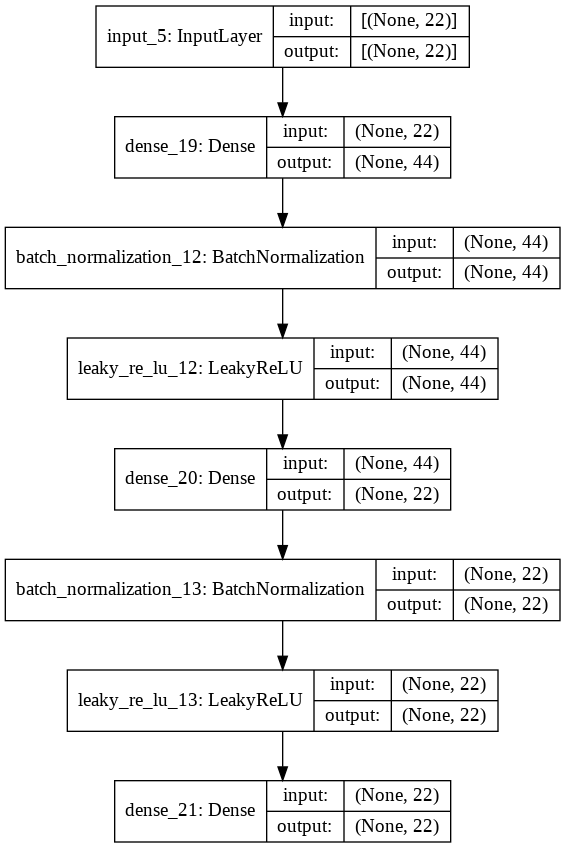 input_5: InputLayer
input: [(None, 22)]
output: [(None, 22)]
dense_19: Dense
input: (None, 22)
output: (None, 44)
batch_normalization_12: BatchNormalization
input: (None, 44)
output: (None, 44)
leaky_re_lu_12: LeakyReLU
input: (None, 44)
output: (None, 44)
dense_20: Dense
input: (None, 44)
output: (None, 22)
batch_normalization_13: BatchNormalization
input: (None, 22)
output: (None, 22)
leaky_re_lu_13: LeakyReLU
input: (None, 22)
output: (None, 22)
dense_21: Dense
input: (None, 22)
output: (None, 22)